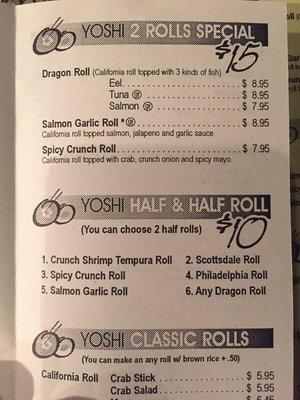 YOSHI 2 ROLLS SPECIAL
$15
Dragon Roll (California roll topped with 3 kinds of fish)
Eel......................................$ 8.95
Tuna ................................$ 8.95
Salmon .............................$ 7.95
Salmon Garlic Roll * ...........................$ 8.95
California roll topped salmon, jalapeno and garlic sauce.
Spicy Crunch Roll ...............................$ 7.95
California roll topped with crab, crunch onion and spicy mayo.
YOSHI HALF & HALF ROLL
(You can choose 2 half rolls) $10
1. Crunch Shrimp Tempura Roll 2. Scottsdale Roll
3. Spicy Crunch Roll 4. Philadelphia Roll
5. Salmon Garlic Roll 6. Any Dragon Roll
YOSHI CLASSIC ROLLS
(You can make an any roll w/ brown rice + .50)
California Roll Crab Stick .......................$ 5.95
Crab Salad .....................$ 5.95